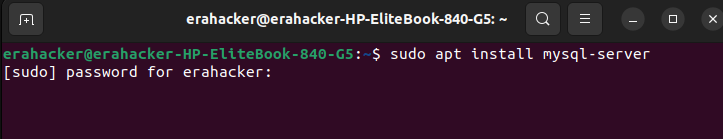 erahacker@erahacker-HP-EliteBook-840-G5: ~
erahacker@erahacker-HP-EliteBook-840-G5:~$ sudo apt install mysql-server
[sudo] password for erahacker: